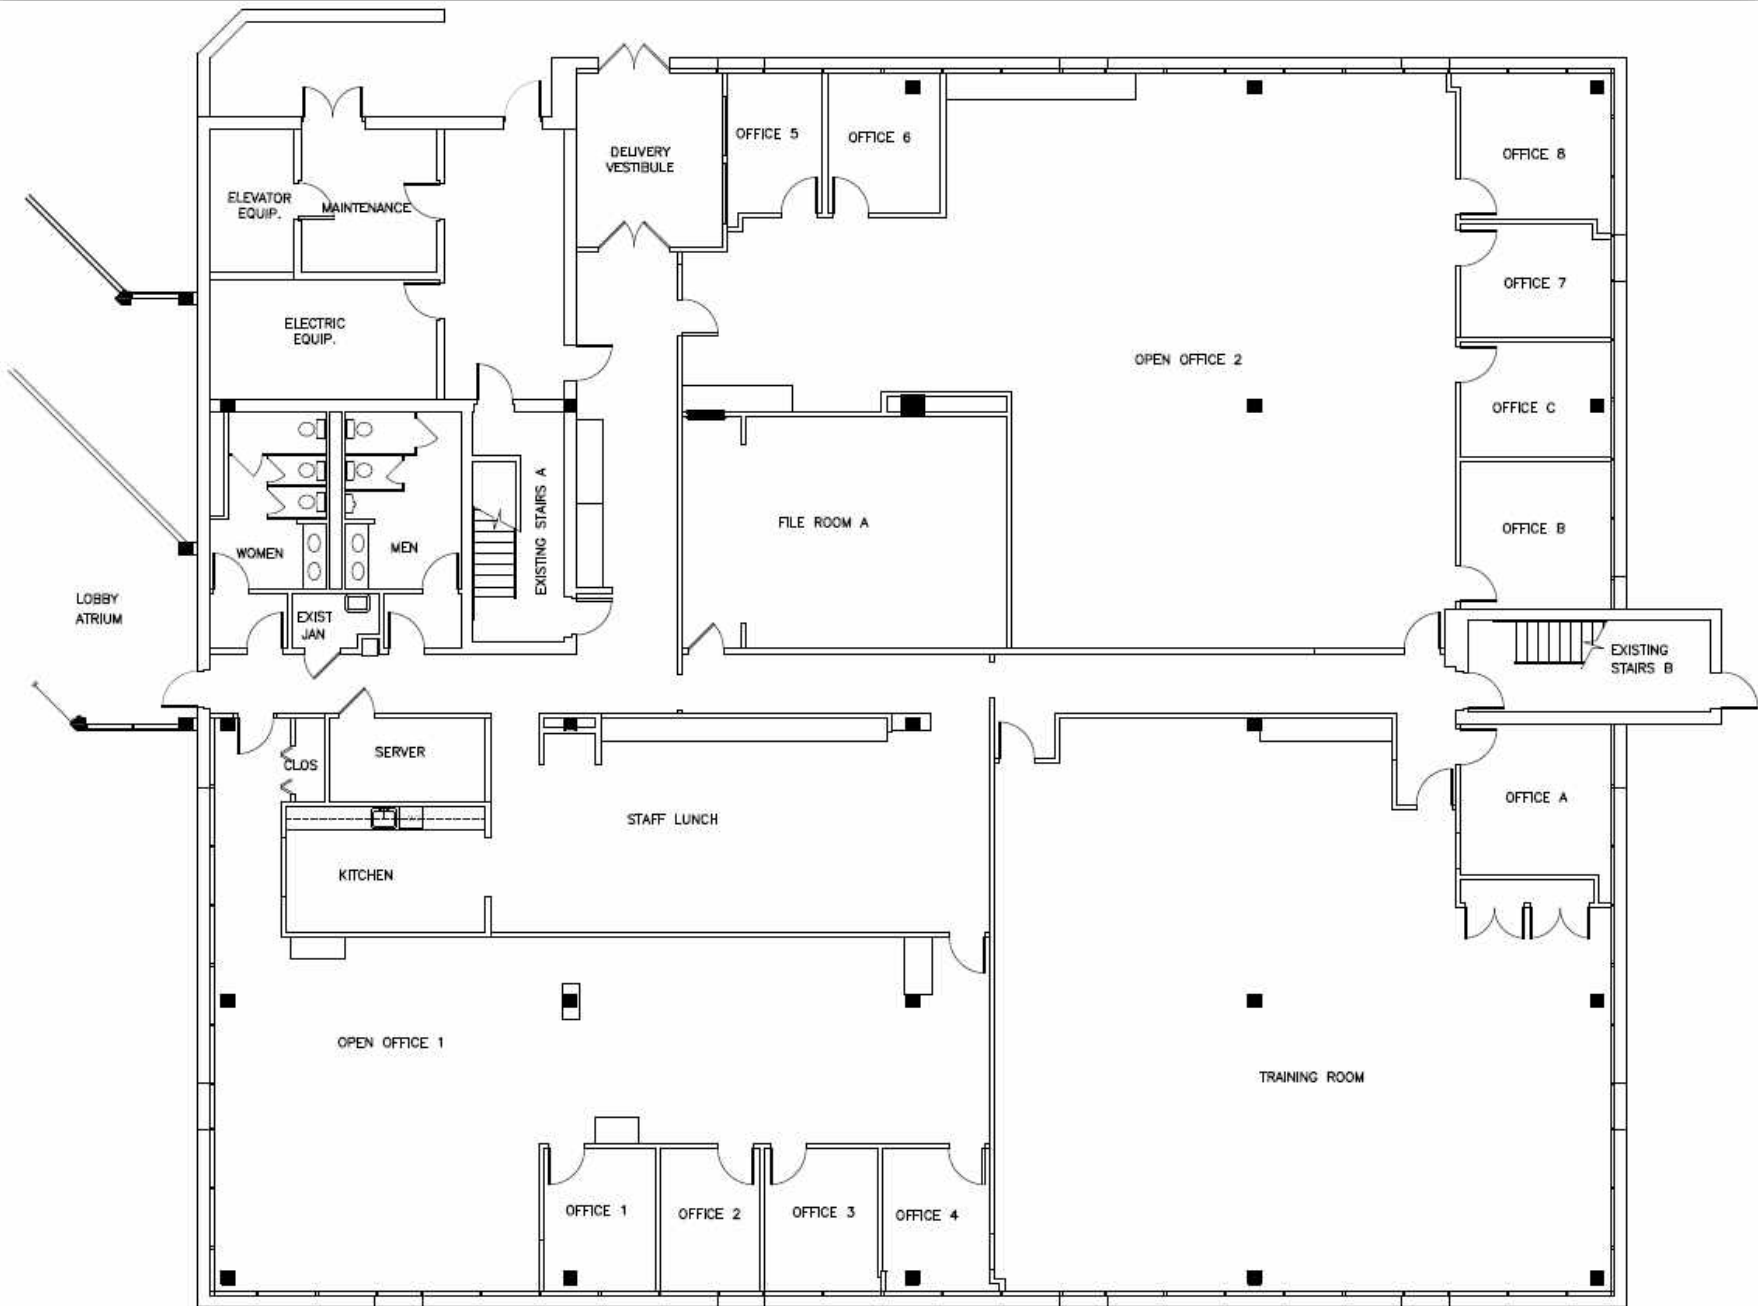 OFFICE 5
OFFICE 6
DELIVERY
VESTIBULE
OFFICE 8
ELEVATOR
EQUIP.
MAINTENANCE
OFFICE 7
ELECTRIC
EQUIP.
OPEN OFFICE 2
OFFICE C
EXISTING STAIRS A
FILE ROOM A
OFFICE B
WOMEN
MEN
LOBBY
ATRIUM
EXIST
JAN
EXISTING
STAIRS B
SERVER
CLOS
OFFICE A
STAFF LUNCH
KITCHEN
OPEN OFFICE 1
TRAINING ROOM
OFFICE 1
OFFICE 2
OFFICE 3
OFFICE 4